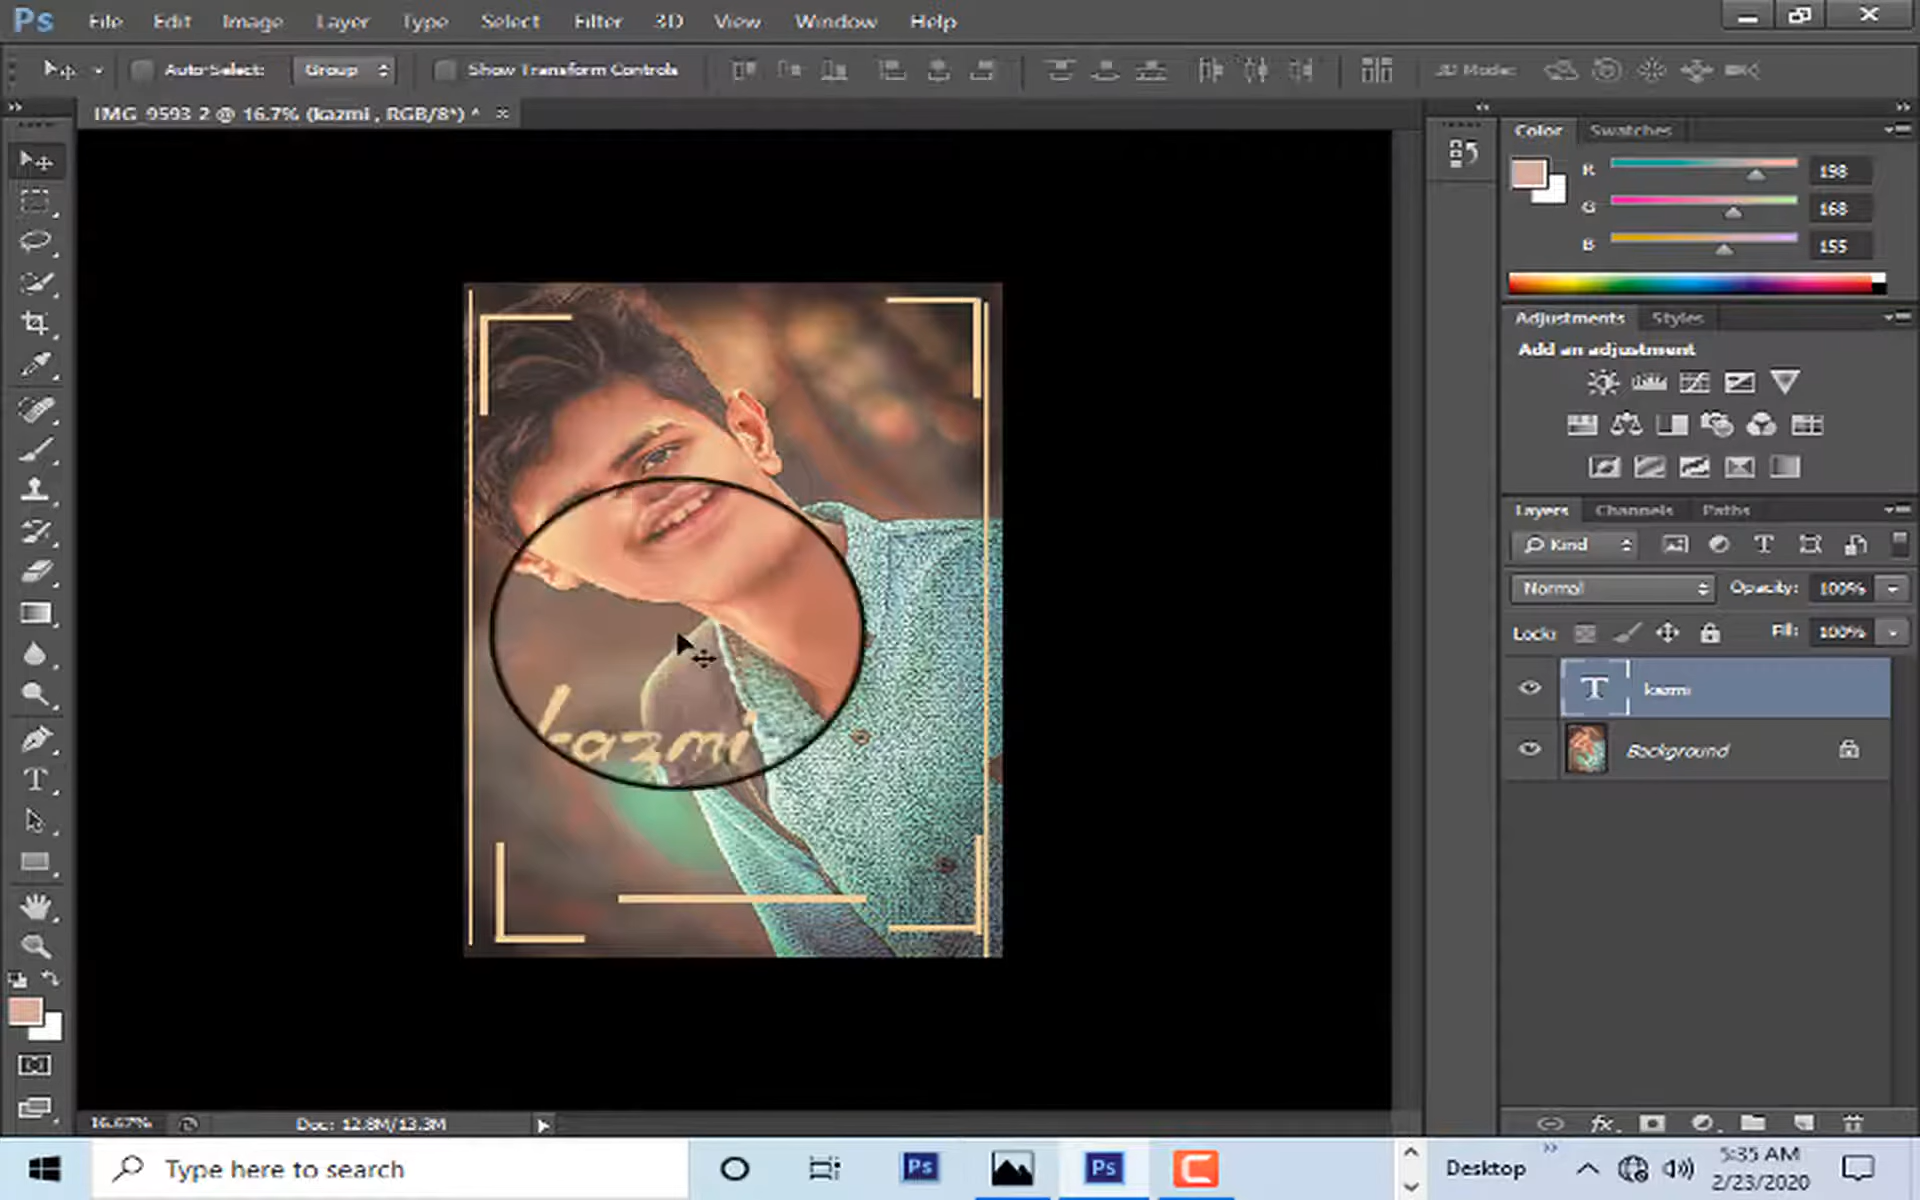 Ps File Edit Image Layer Type Select Filter 3D View Window Help
Auto-Select: Group Show Transform Controls 3D Mode:
IMG_9593 2 @ 16.7% (kazmi , RGB/8*) * ×
Color Swatches
R 198
G 168
B 155
Adjustments Styles
Add an adjustment
Layers Channels Paths
Kind
Normal Opacity: 100%
Lock: Fill: 100%
T kazmi
Background
kazmi
16.67% Doc: 12.8M/13.3M
Type here to search
Ps
Ps
Desktop
5:35 AM
2/23/2020